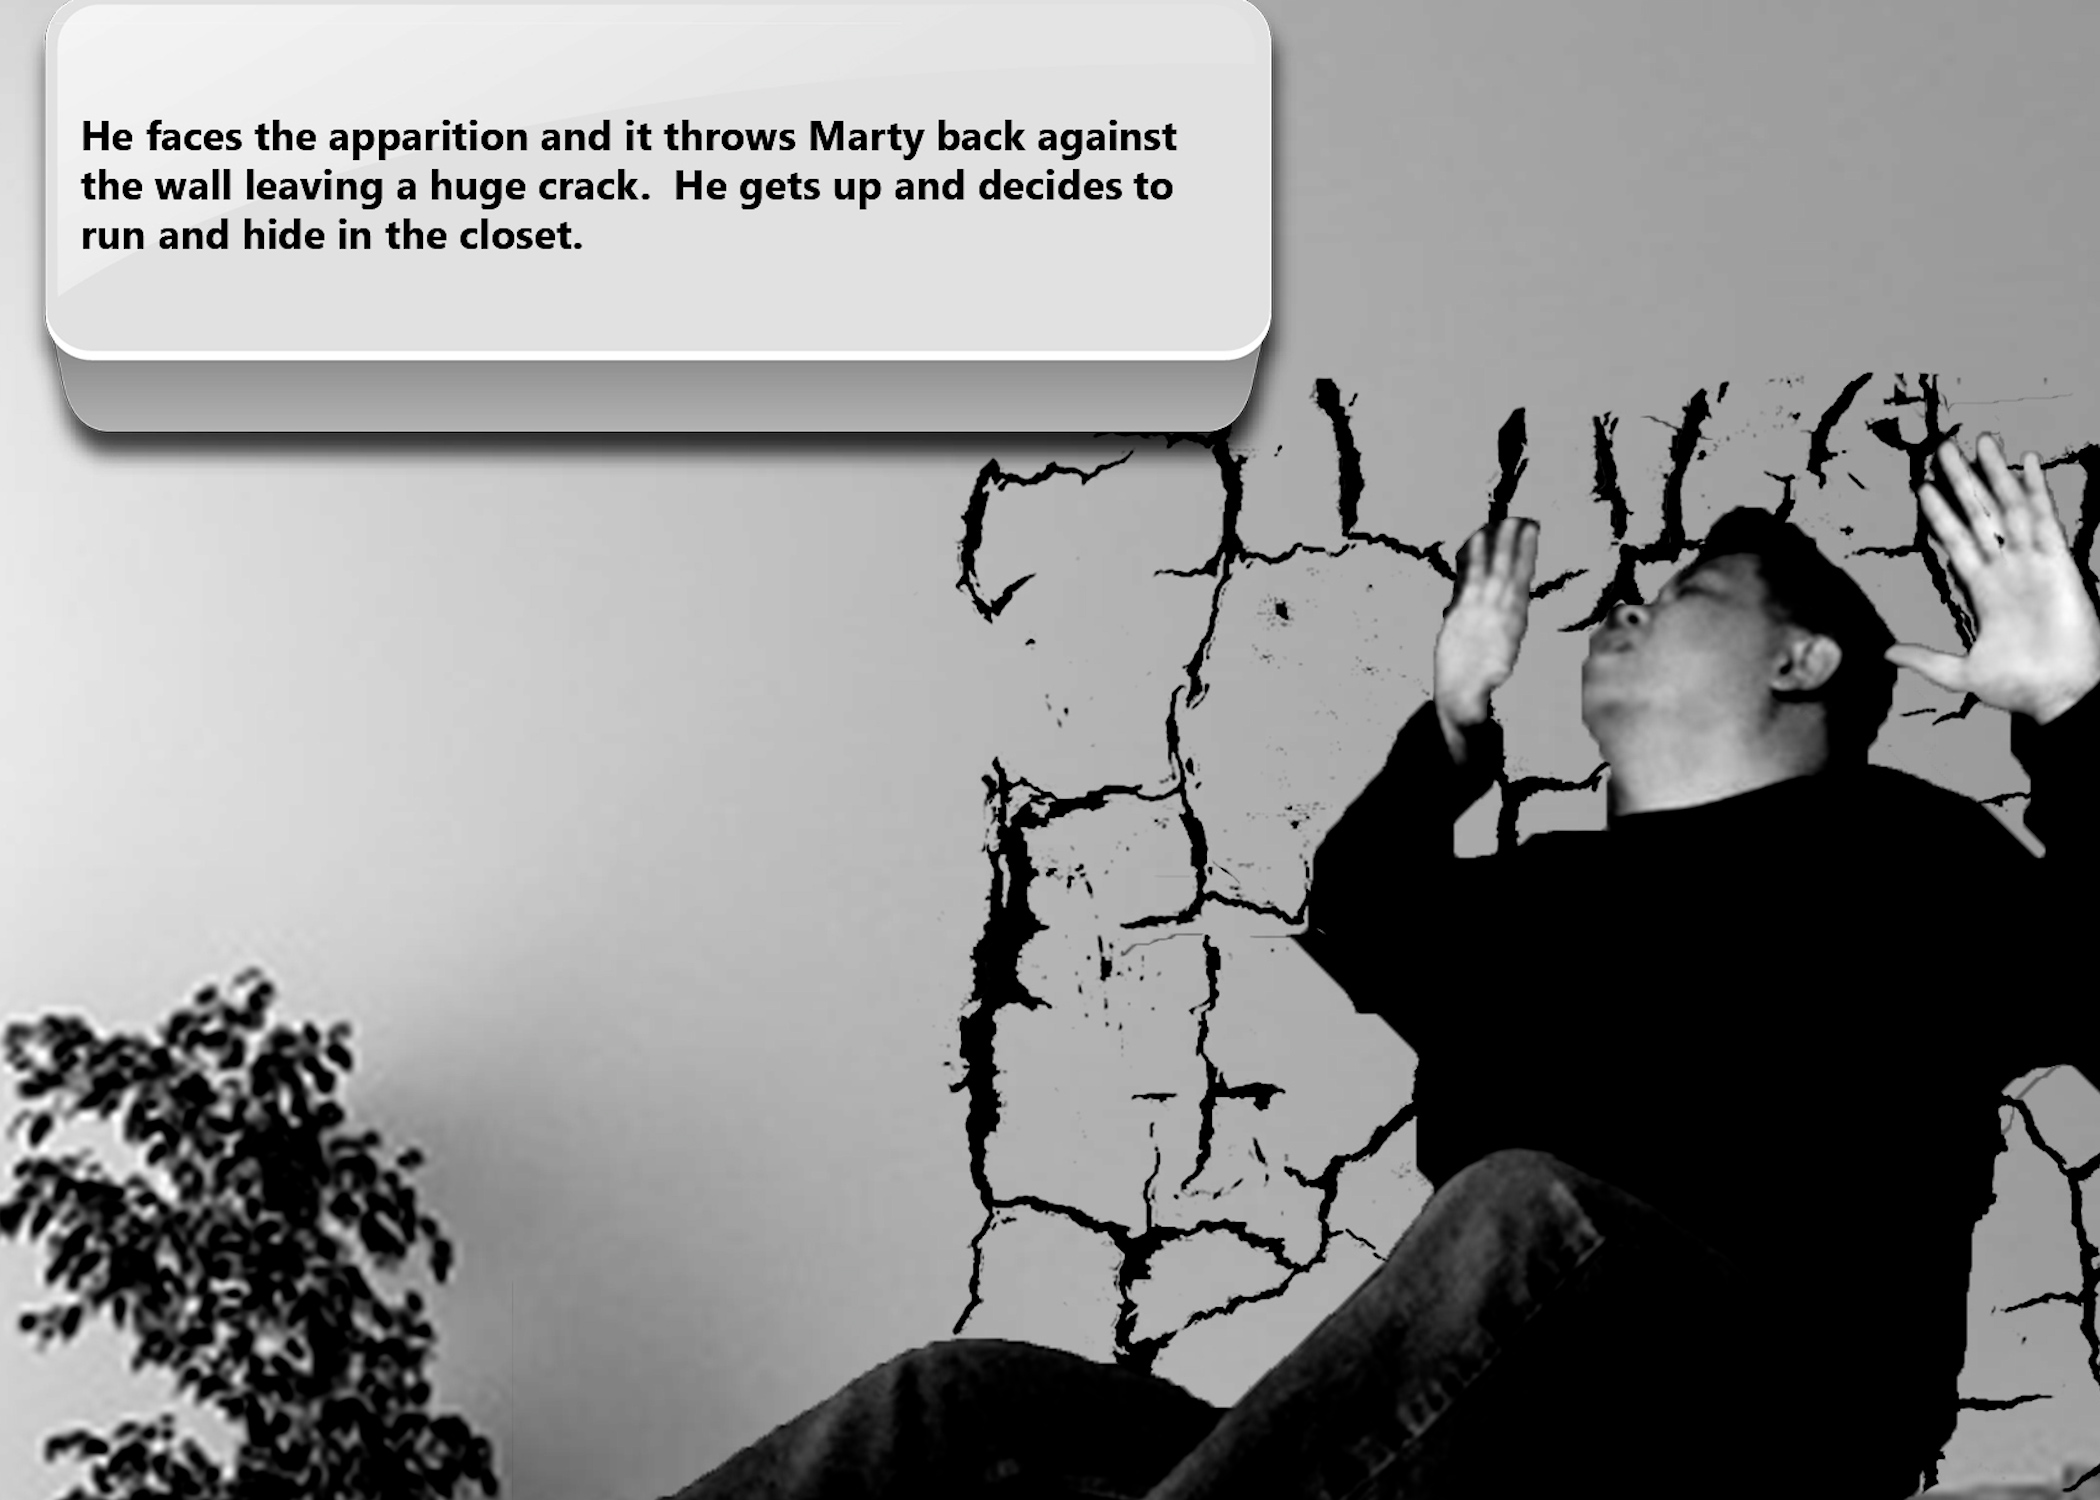 He faces the apparition and it throws Marty back against
the wall leaving a huge crack.  He gets up and decides to
run and hide in the closet.